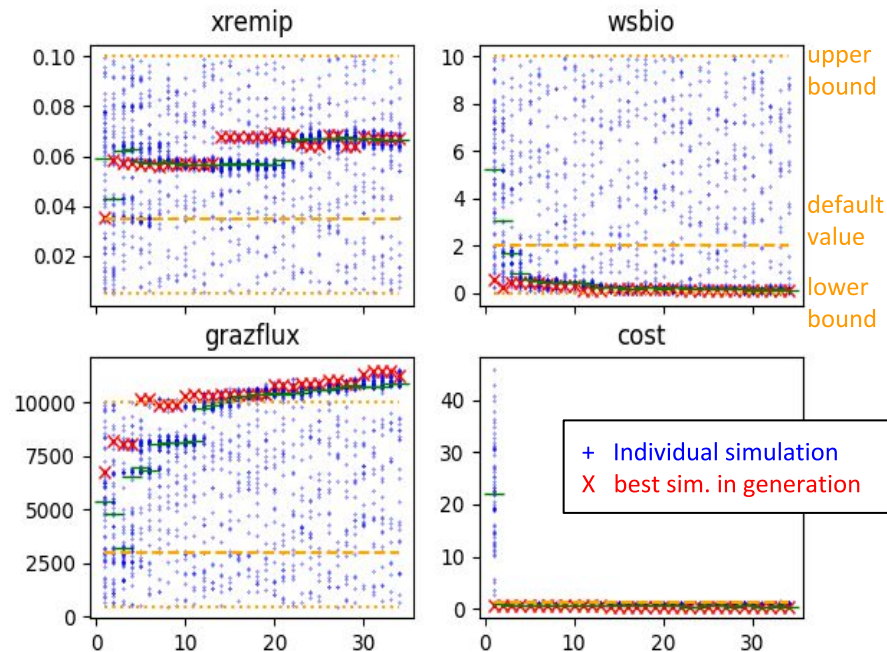 xremip
wsbio
0.10
0.08
0.06
0.04
0.02
10
8
6
4
2
0
upper
bound
default
value
lower
bound
grazflux
cost
10000
7500
5000
2500
0
40
30
20
10
0
+ Individual simulation
X best sim. in generation
0 10 20 30
0 10 20 30